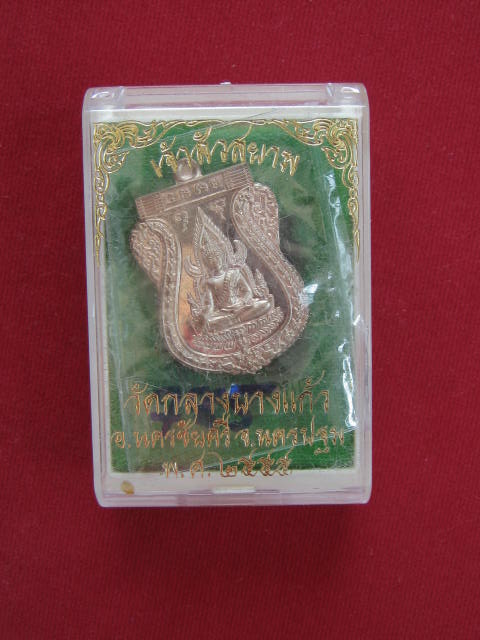 เจ้าสัวสยาม
วัดกลางบางแก้ว
อ.นครชัยศรี จ.นครปฐม
พ.ศ.๒๕๕๕